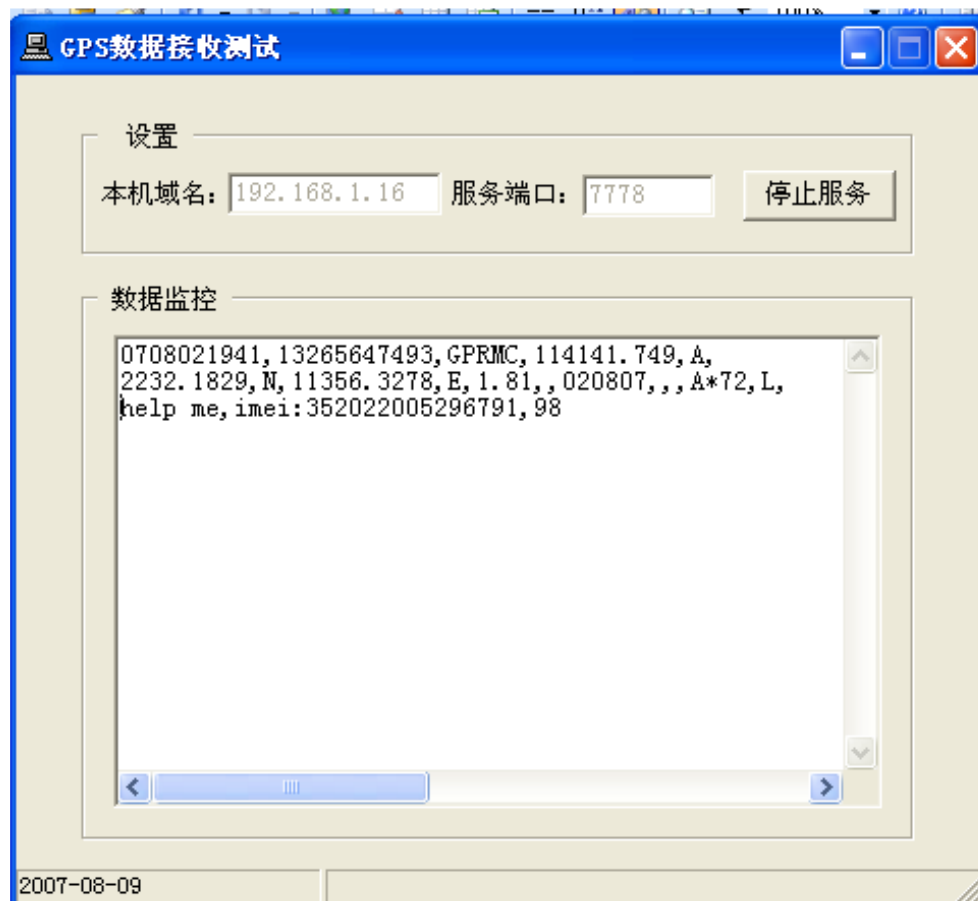 GPS数据接收测试
设置
本机域名: 192.168.1.16 服务端口: 7778 停止服务
数据监控
0708021941,13265647493,GPRMC,114141.749,A,
2232.1829,N,11356.3278,E,1.81,,020807,,,A*72,L,
help me,imei:352022005296791,98
2007-08-09